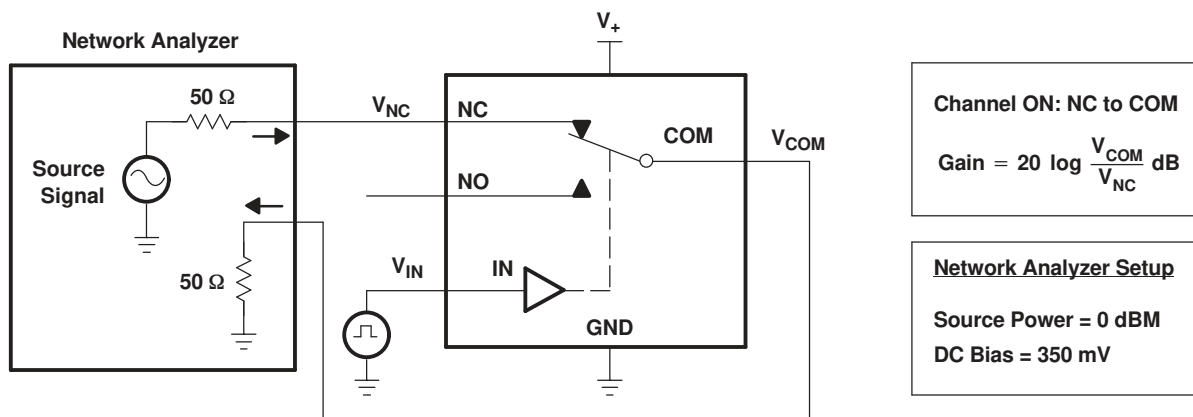 Network Analyzer
50 Ω
Source
Signal
50 Ω
V+
VNC
NC
COM
VCOM
NO
VIN
IN
GND
Channel ON: NC to COM
Gain = 20 log VCOM/VNC dB
Network Analyzer Setup
Source Power = 0 dBM
DC Bias = 350 mV